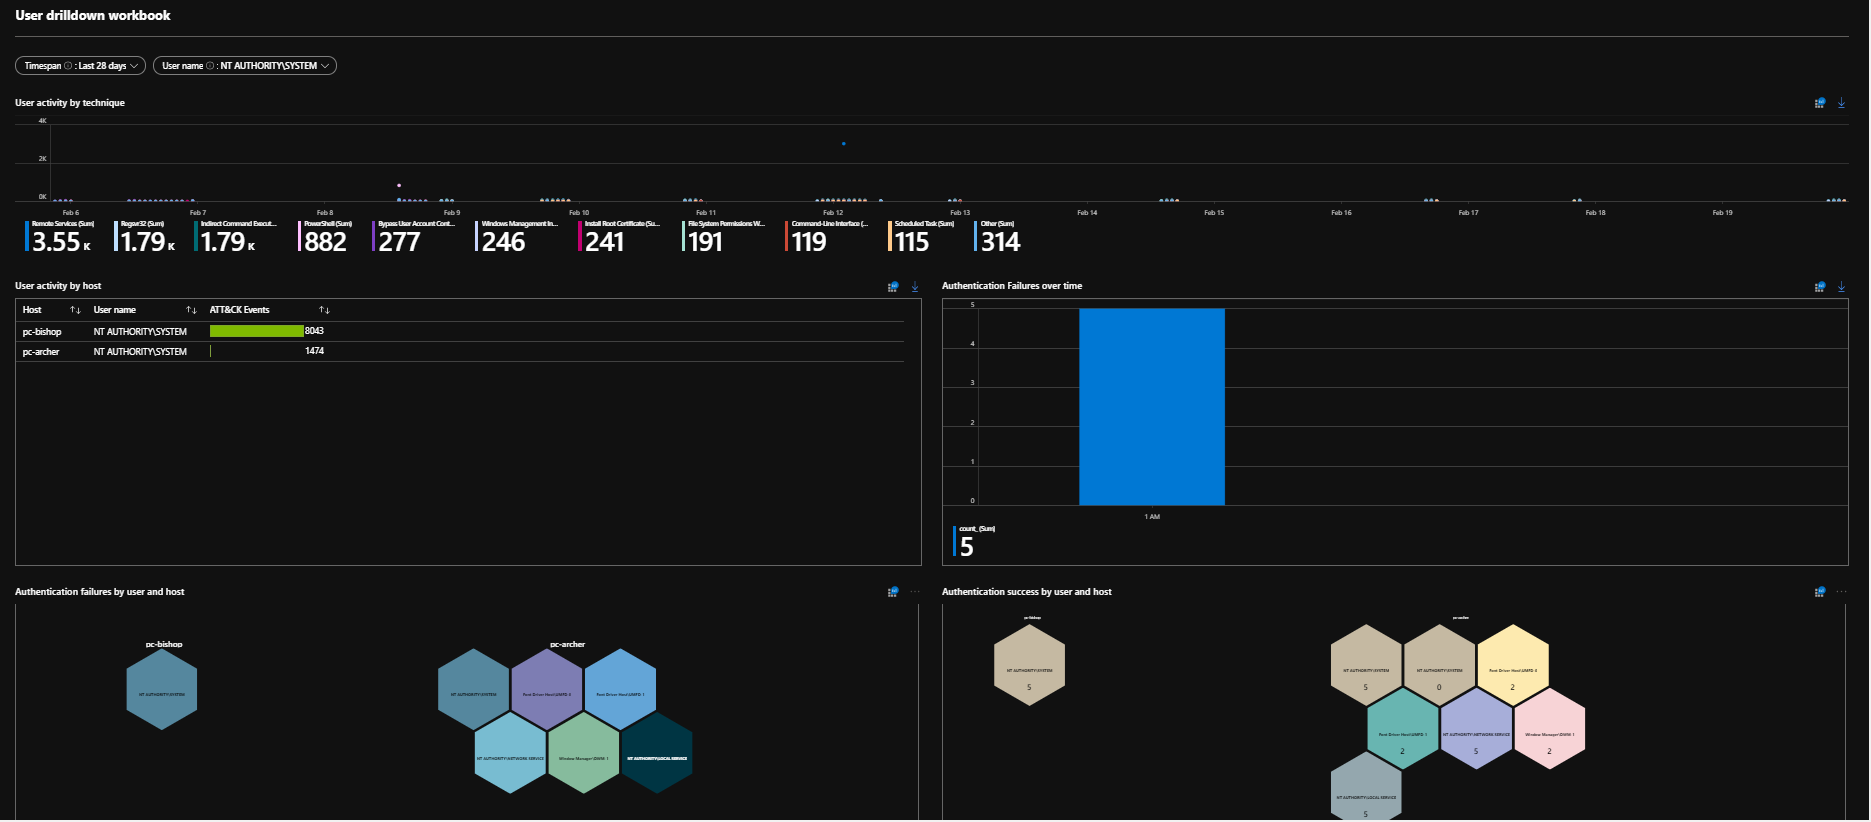 User drilldown workbook
Timespan : Last 28 days
User name : NT AUTHORITY\SYSTEM
User activity by technique
4K
2K
0K
Feb 6 Feb 7 Feb 8 Feb 9 Feb 10 Feb 11 Feb 12 Feb 13 Feb 14 Feb 15 Feb 16 Feb 17 Feb 18 Feb 19
Remote Services (Sum) Regsvr32 (Sum) Indirect Command Execut... PowerShell (Sum) Bypass User Account Cont... Windows Management In... Install Root Certificate (Su... File System Permissions W... Command-Line Interface (... Scheduled Task (Sum) Other (Sum)
3.55 K 1.79 K 1.79 K 882 277 246 241 191 119 115 314
User activity by host
Host User name ATT&CK Events
pc-bishop NT AUTHORITY\SYSTEM 8043
pc-archer NT AUTHORITY\SYSTEM 1474
Authentication Failures over time
5
4
3
2
1
0
1 AM
count_ (Sum)
5
Authentication failures by user and host
pc-bishop
NT AUTHORITY\SYSTEM
pc-archer
NT AUTHORITY\SYSTEM Font Driver Host\UMFD-0 Font Driver Host\UMFD-1
NT AUTHORITY\NETWORK SERVICE Window Manager\DWM-1 NT AUTHORITY\LOCAL SERVICE
Authentication success by user and host
pc-bishop
NT AUTHORITY\SYSTEM
5
pc-archer
NT AUTHORITY\SYSTEM NT AUTHORITY\SYSTEM Font Driver Host\UMFD-0
5 0 2
Font Driver Host\UMFD-1 NT AUTHORITY\NETWORK SERVICE Window Manager\DWM-1
2 5 2
NT AUTHORITY\LOCAL SERVICE
5